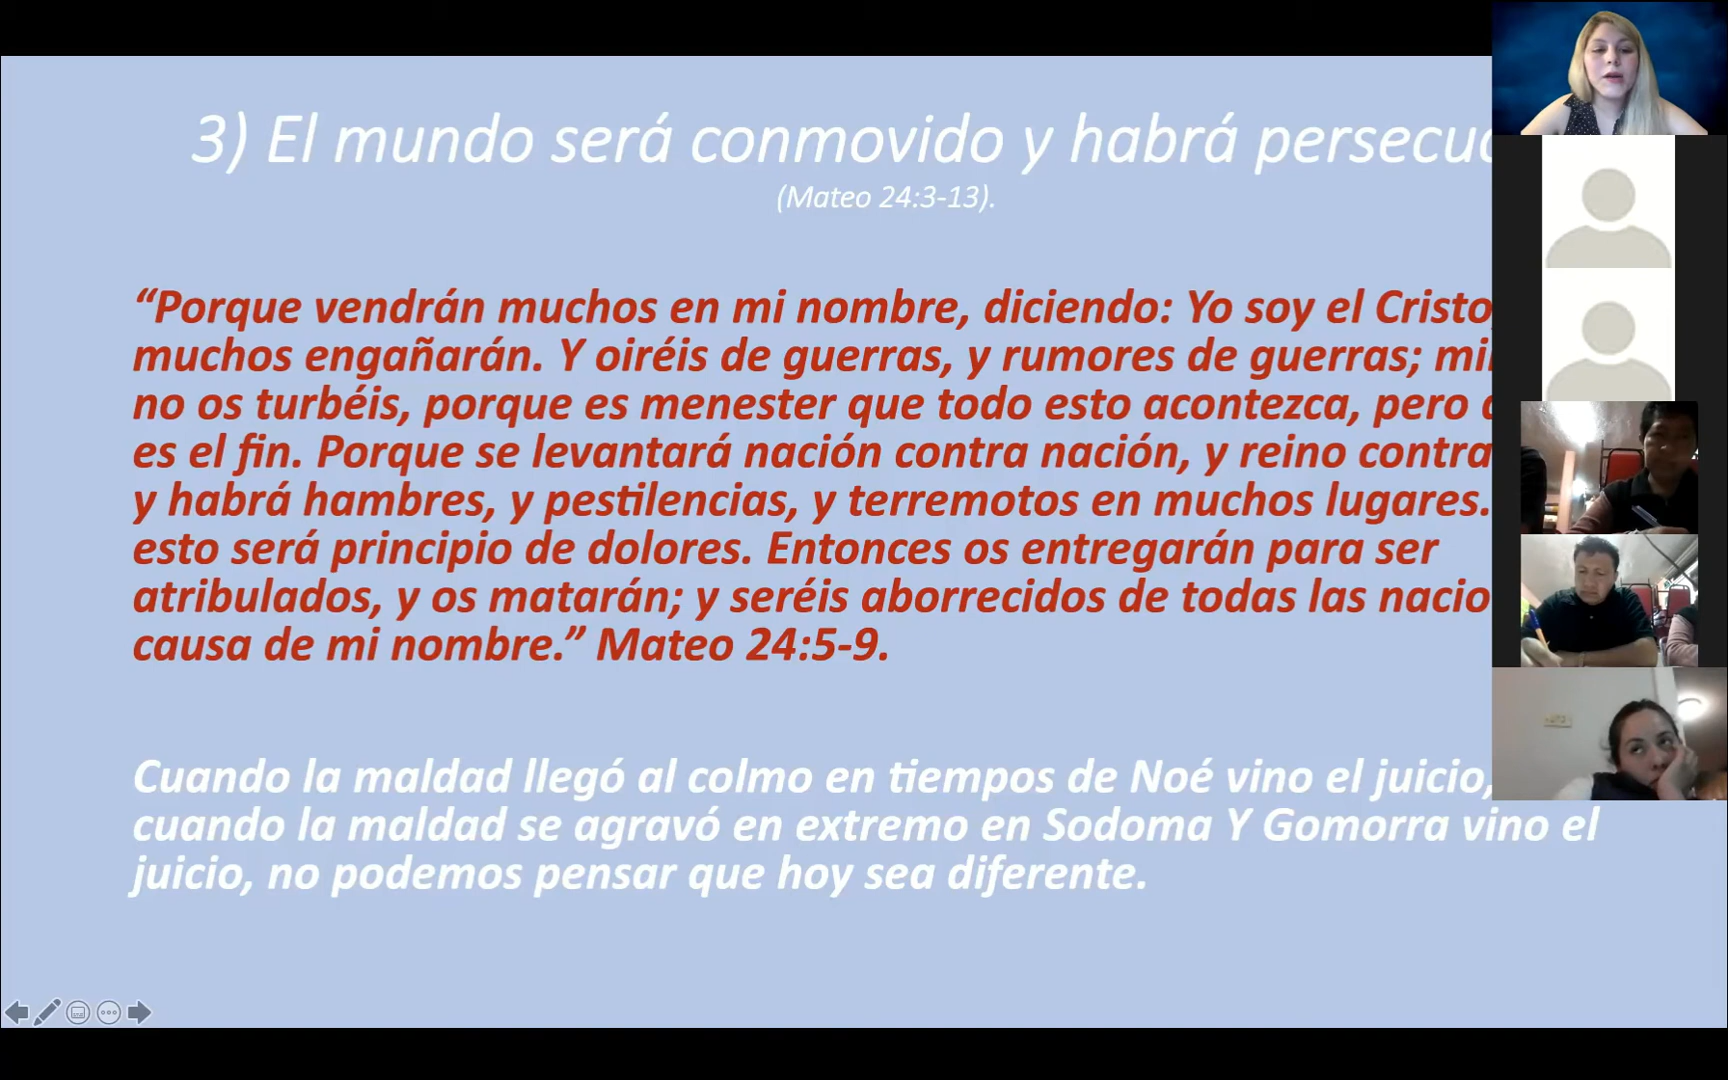 3) El mundo será conmovido y habrá
(Mateo 24:3-13).
“Porque vendrán muchos en mi nombre, diciendo: Yo soy el Cristo,
muchos engañarán. Y oiréis de guerras, y rumores de guerras;
no os turbéis, porque es menester que todo esto acontezca, pero
es el fin. Porque se levantará nación contra nación, y reino contra
y habrá hambres, y pestilencias, y terremotos en muchos lugares.
esto será principio de dolores. Entonces os entregarán para ser
atribulados, y os matarán; y seréis aborrecidos de todas las
causa de mi nombre.” Mateo 24:5-9.
Cuando la maldad llegó al colmo en tiempos de Noé vino el juicio,
cuando la maldad se agravó en extremo en Sodoma Y Gomorra vino el
juicio, no podemos pensar que hoy sea diferente.